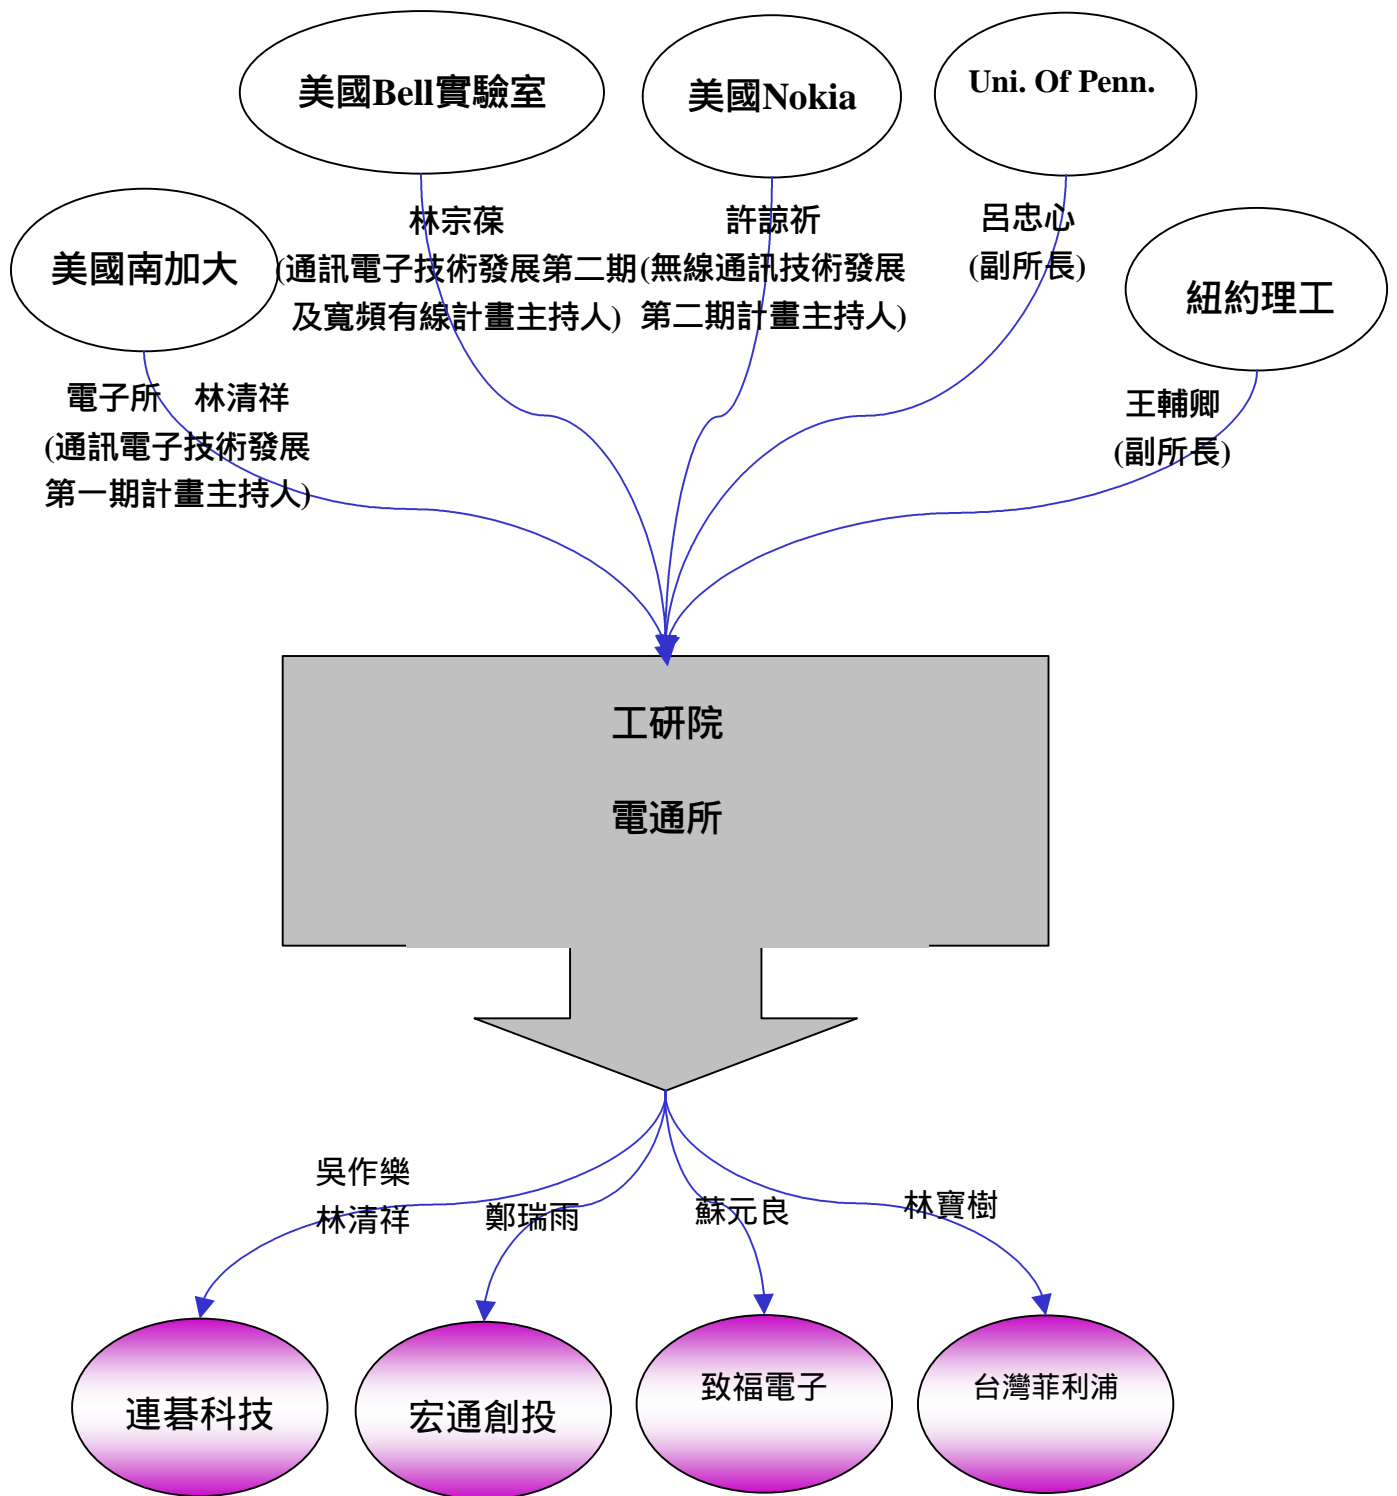 美國Bell實驗室
美國Nokia
Uni. Of Penn.
美國南加大
林宗葆
(通訊電子技術發展第二期
及寬頻有線計畫主持人)
許諒祈
(無線通訊技術發展
第二期計畫主持人)
呂忠心
(副所長)
紐約理工
電子所 林清祥
(通訊電子技術發展
第一期計畫主持人)
王輔卿
(副所長)
工研院
電通所
吳作樂
林清祥
鄭瑞雨
蘇元良
林寶樹
連碁科技
宏通創投
致福電子
台灣菲利浦